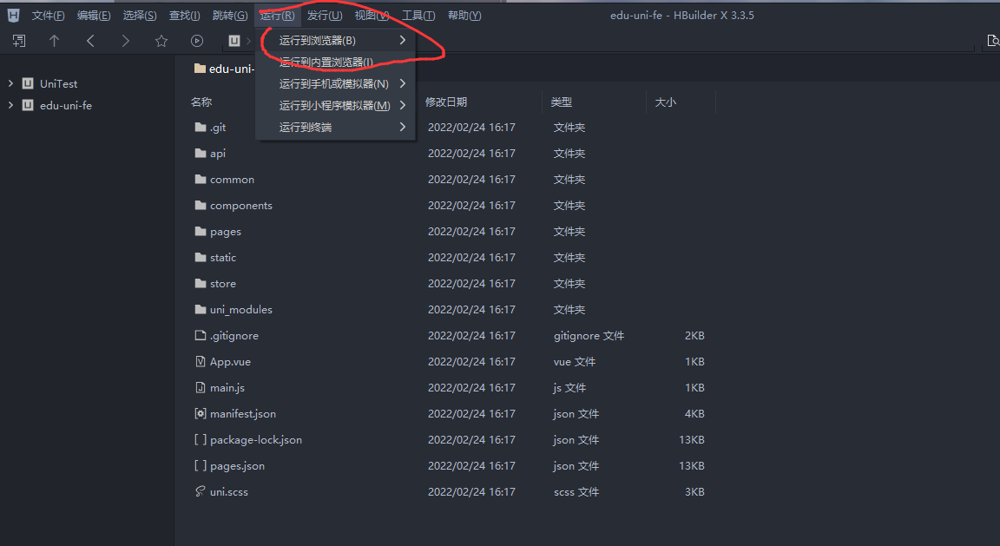 文件(F) 编辑(E) 选择(S) 查找(I) 跳转(G) 运行(R) 发行(U) 视图(V) 工具(T) 帮助(Y) edu-uni-fe - HBuilder X 3.3.5
运行到浏览器(B)
运行到内置浏览器(I)
运行到手机或模拟器(N)
运行到小程序模拟器(M)
运行到终端
UniTest
edu-uni-fe
edu-uni-
名称 修改日期 类型 大小
.git 2022/02/24 16:17 文件夹
api 2022/02/24 16:17 文件夹
common 2022/02/24 16:17 文件夹
components 2022/02/24 16:17 文件夹
pages 2022/02/24 16:17 文件夹
static 2022/02/24 16:17 文件夹
store 2022/02/24 16:17 文件夹
uni_modules 2022/02/24 16:17 文件夹
.gitignore 2022/02/24 16:17 gitignore 文件 2KB
App.vue 2022/02/24 16:17 vue 文件 1KB
main.js 2022/02/24 16:17 js 文件 1KB
manifest.json 2022/02/24 16:17 json 文件 4KB
package-lock.json 2022/02/24 16:17 json 文件 13KB
pages.json 2022/02/24 16:17 json 文件 13KB
uni.scss 2022/02/24 16:17 scss 文件 3KB